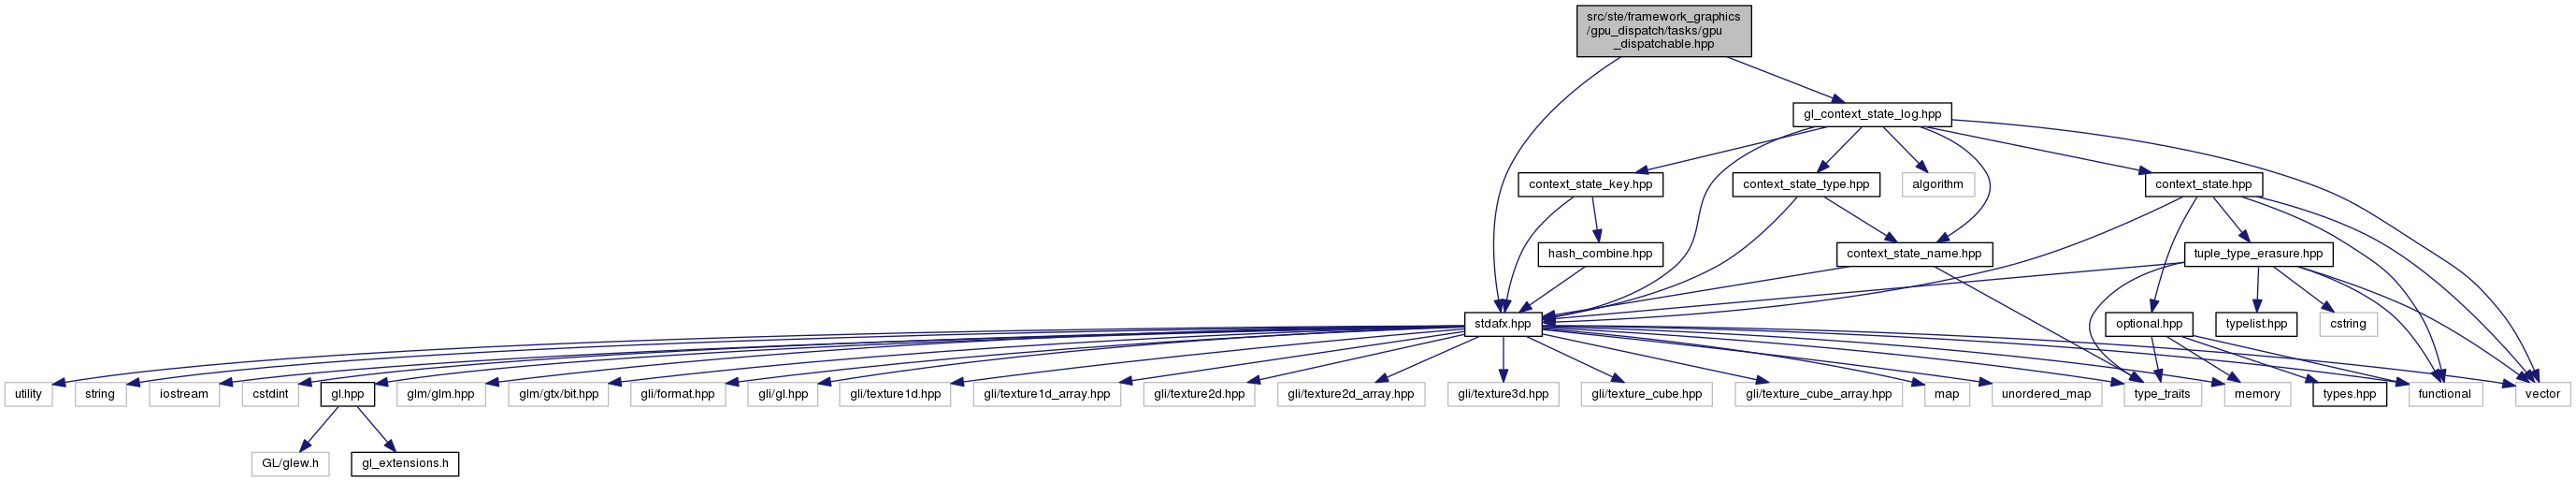 src/ste/framework_graphics
/gpu_dispatch/tasks/gpu
_dispatchable.hpp
gl_context_state_log.hpp
context_state_key.hpp
context_state_type.hpp
algorithm
context_state.hpp
hash_combine.hpp
context_state_name.hpp
tuple_type_erasure.hpp
stdafx.hpp
optional.hpp
typelist.hpp
cstring
utility
string
iostream
cstdint
gl.hpp
glm/glm.hpp
glm/gtx/bit.hpp
gli/format.hpp
gli/gl.hpp
gli/texture1d.hpp
gli/texture1d_array.hpp
gli/texture2d.hpp
gli/texture2d_array.hpp
gli/texture3d.hpp
gli/texture_cube.hpp
gli/texture_cube_array.hpp
map
unordered_map
type_traits
memory
types.hpp
functional
vector
GL/glew.h
gl_extensions.h